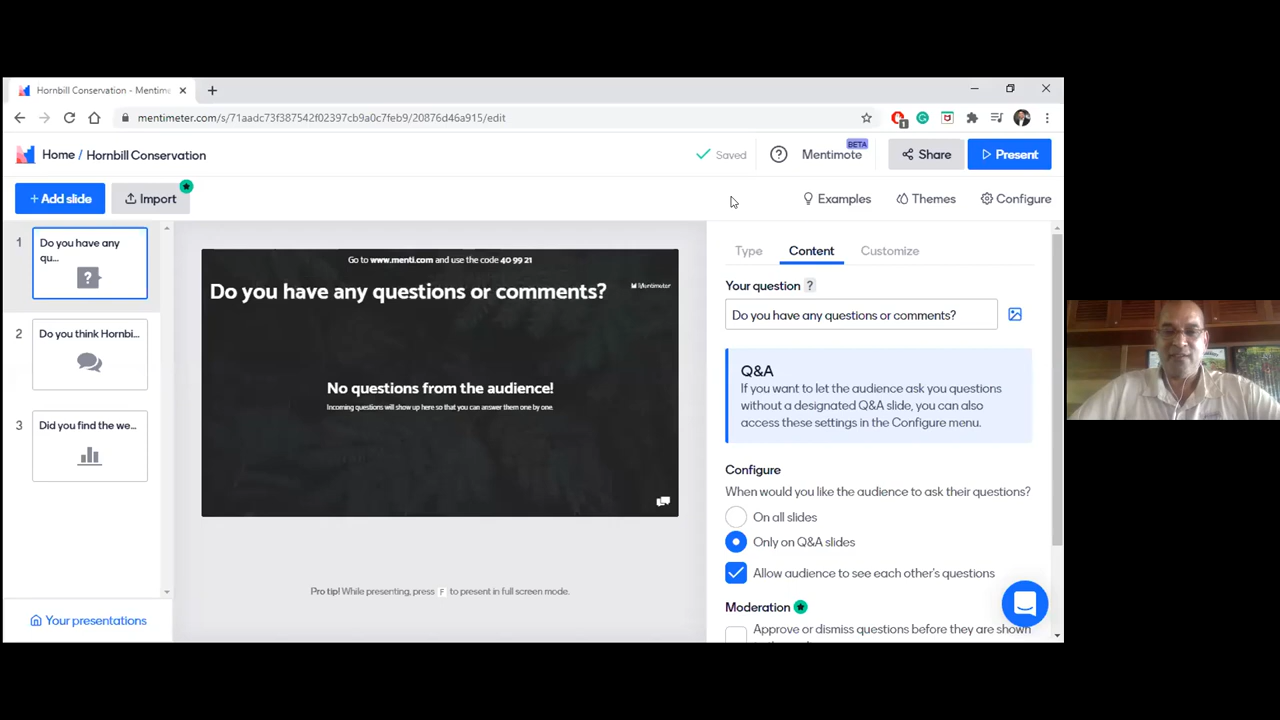 Hornbill Conservation - Mentime
mentimeter.com/s/71aadc73f387542f02397cb9a0c7feb9/20876d46a915/edit
1
Home / Hornbill Conservation
Saved
?
Mentimote
BETA
Share
Present
+ Add slide
Import
Examples
Themes
Configure
1
Do you have any
qu...
?
2
Do you think Hornbi...
3
Did you find the we...
Your presentations
Go to www.menti.com and use the code 40 99 21
Do you have any questions or comments?
Mentimeter
No questions from the audience!
Incoming questions will show up here so that you can answer them one by one.
Pro tip! While presenting, press F to present in full screen mode.
Type
Content
Customize
Your question ?
Do you have any questions or comments?
Q&A
If you want to let the audience ask you questions
without a designated Q&A slide, you can also
access these settings in the Configure menu.
Configure
When would you like the audience to ask their questions?
On all slides
Only on Q&A slides
Allow audience to see each other's questions
Moderation
Approve or dismiss questions before they are shown